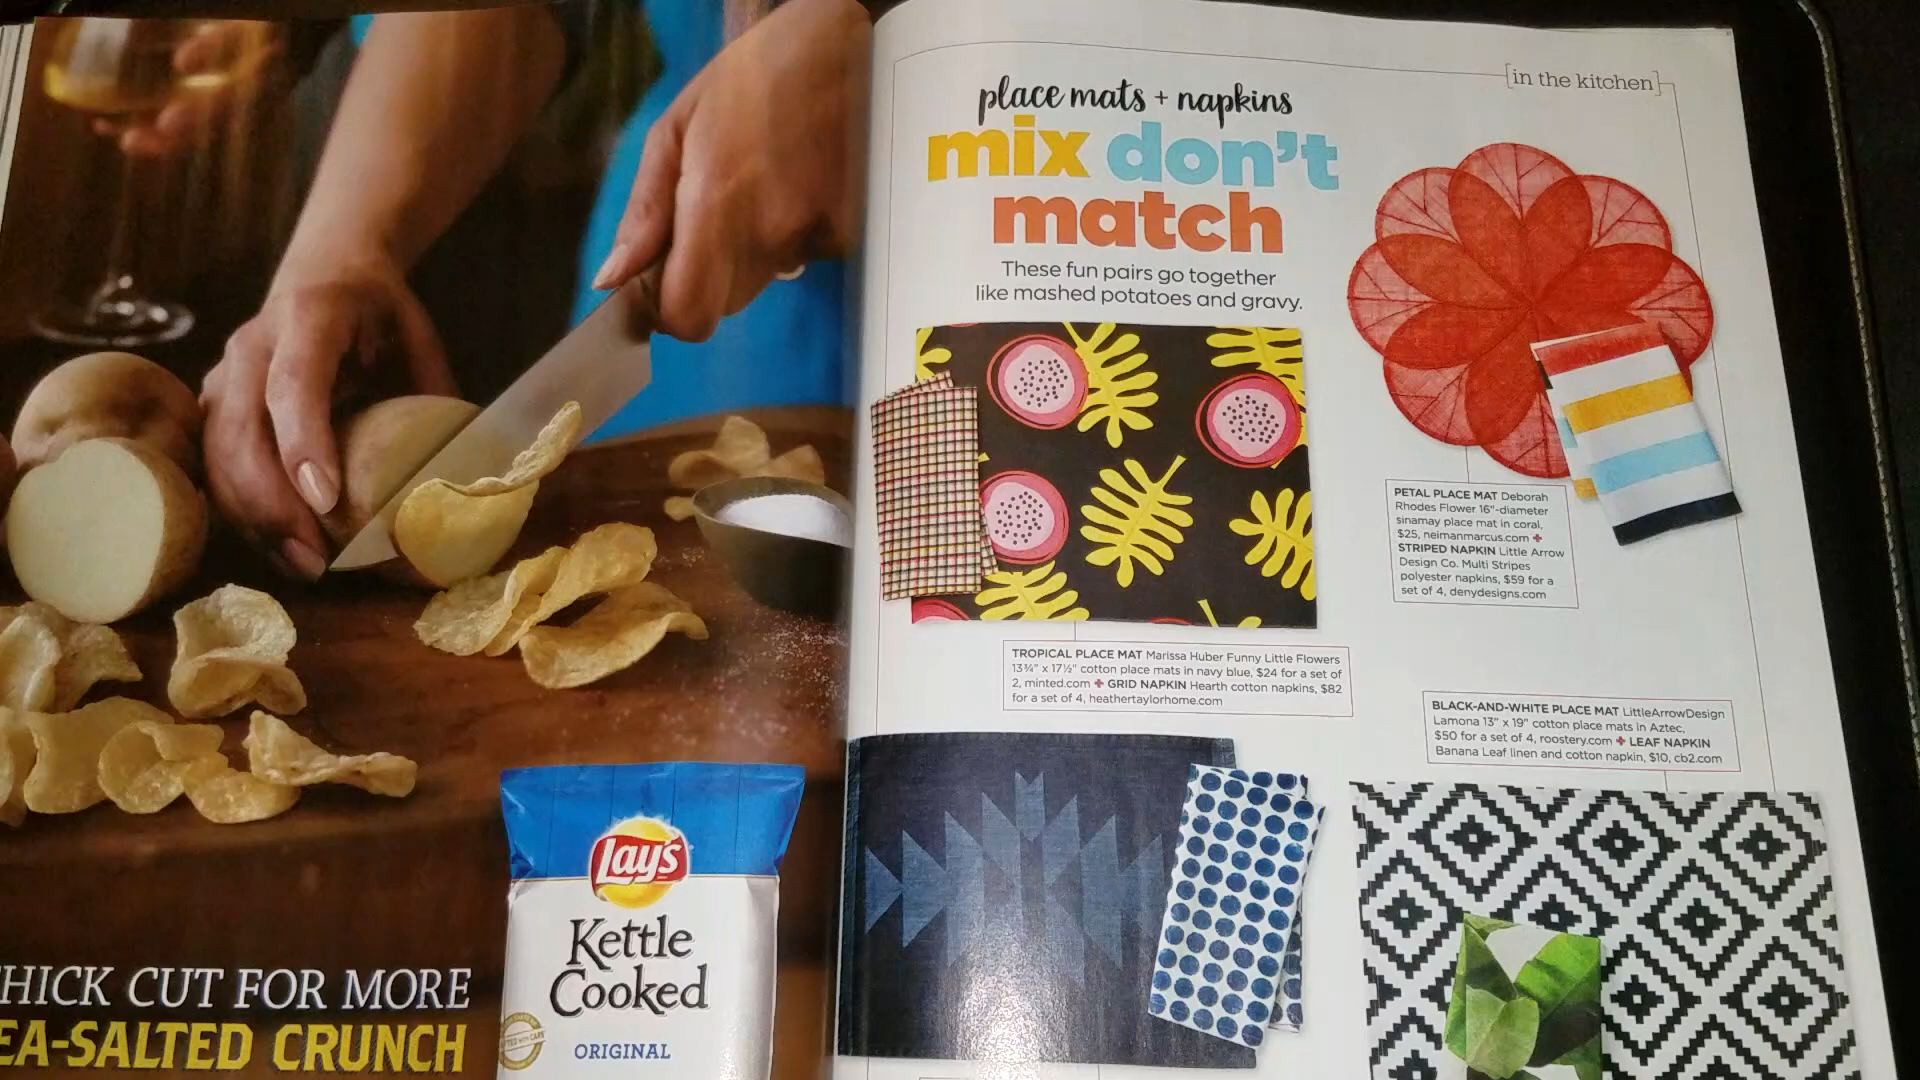 HICK CUT FOR MORE
EA-SALTED CRUNCH
Lay's
Kettle
Cooked
ORIGINAL
[in the kitchen]
place mats + napkins
mix don't
match
These fun pairs go together
like mashed potatoes and gravy.
PETAL PLACE MAT Deborah
Rhodes Flower 16"-diameter
sinamay place mat in coral,
$25, neimanmarcus.com +
STRIPED NAPKIN Little Arrow
Design Co. Multi Stripes
polyester napkins, $59 for a
set of 4, denydesigns.com
TROPICAL PLACE MAT Marissa Huber Funny Little Flowers
13¾" x 17½" cotton place mats in navy blue, $24 for a set of
2, minted.com + GRID NAPKIN Hearth cotton napkins, $82
for a set of 4, heathertaylorhome.com
BLACK-AND-WHITE PLACE MAT LittleArrowDesign
Lamona 13" x 19" cotton place mats in Aztec,
$50 for a set of 4, roostery.com + LEAF NAPKIN
Banana Leaf linen and cotton napkin, $10, cb2.com